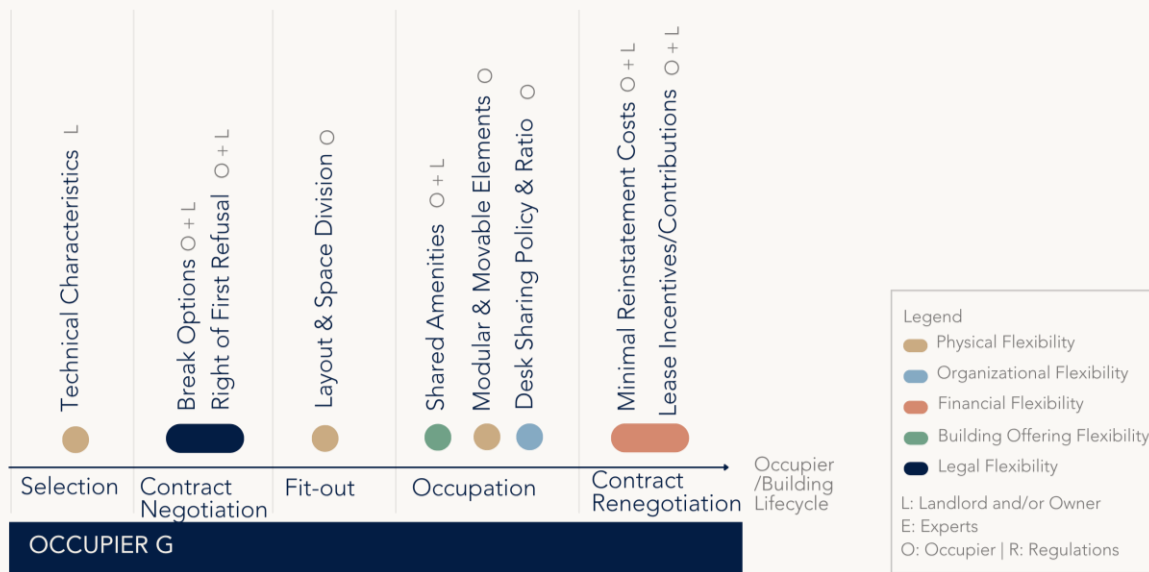 Technical Characteristics L
Break Options O + L
Right of First Refusal O + L
Layout & Space Division O
Shared Amenities O + L
Modular & Movable Elements O
Desk Sharing Policy & Ratio O
Minimal Reinstatement Costs O + L
Lease Incentives/Contributions O + L
Selection
Contract
Negotiation
Fit-out
Occupation
Contract
Renegotiation
Occupier
/Building
Lifecycle
OCCUPIER G
Legend
Physical Flexibility
Organizational Flexibility
Financial Flexibility
Building Offering Flexibility
Legal Flexibility
L: Landlord and/or Owner
E: Experts
O: Occupier | R: Regulations